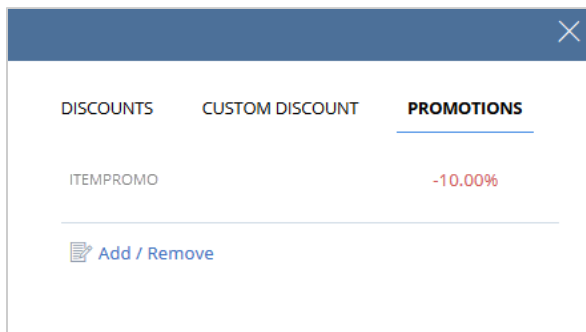 DISCOUNTS CUSTOM DISCOUNT PROMOTIONS
ITEMPROMO -10.00%
Add / Remove